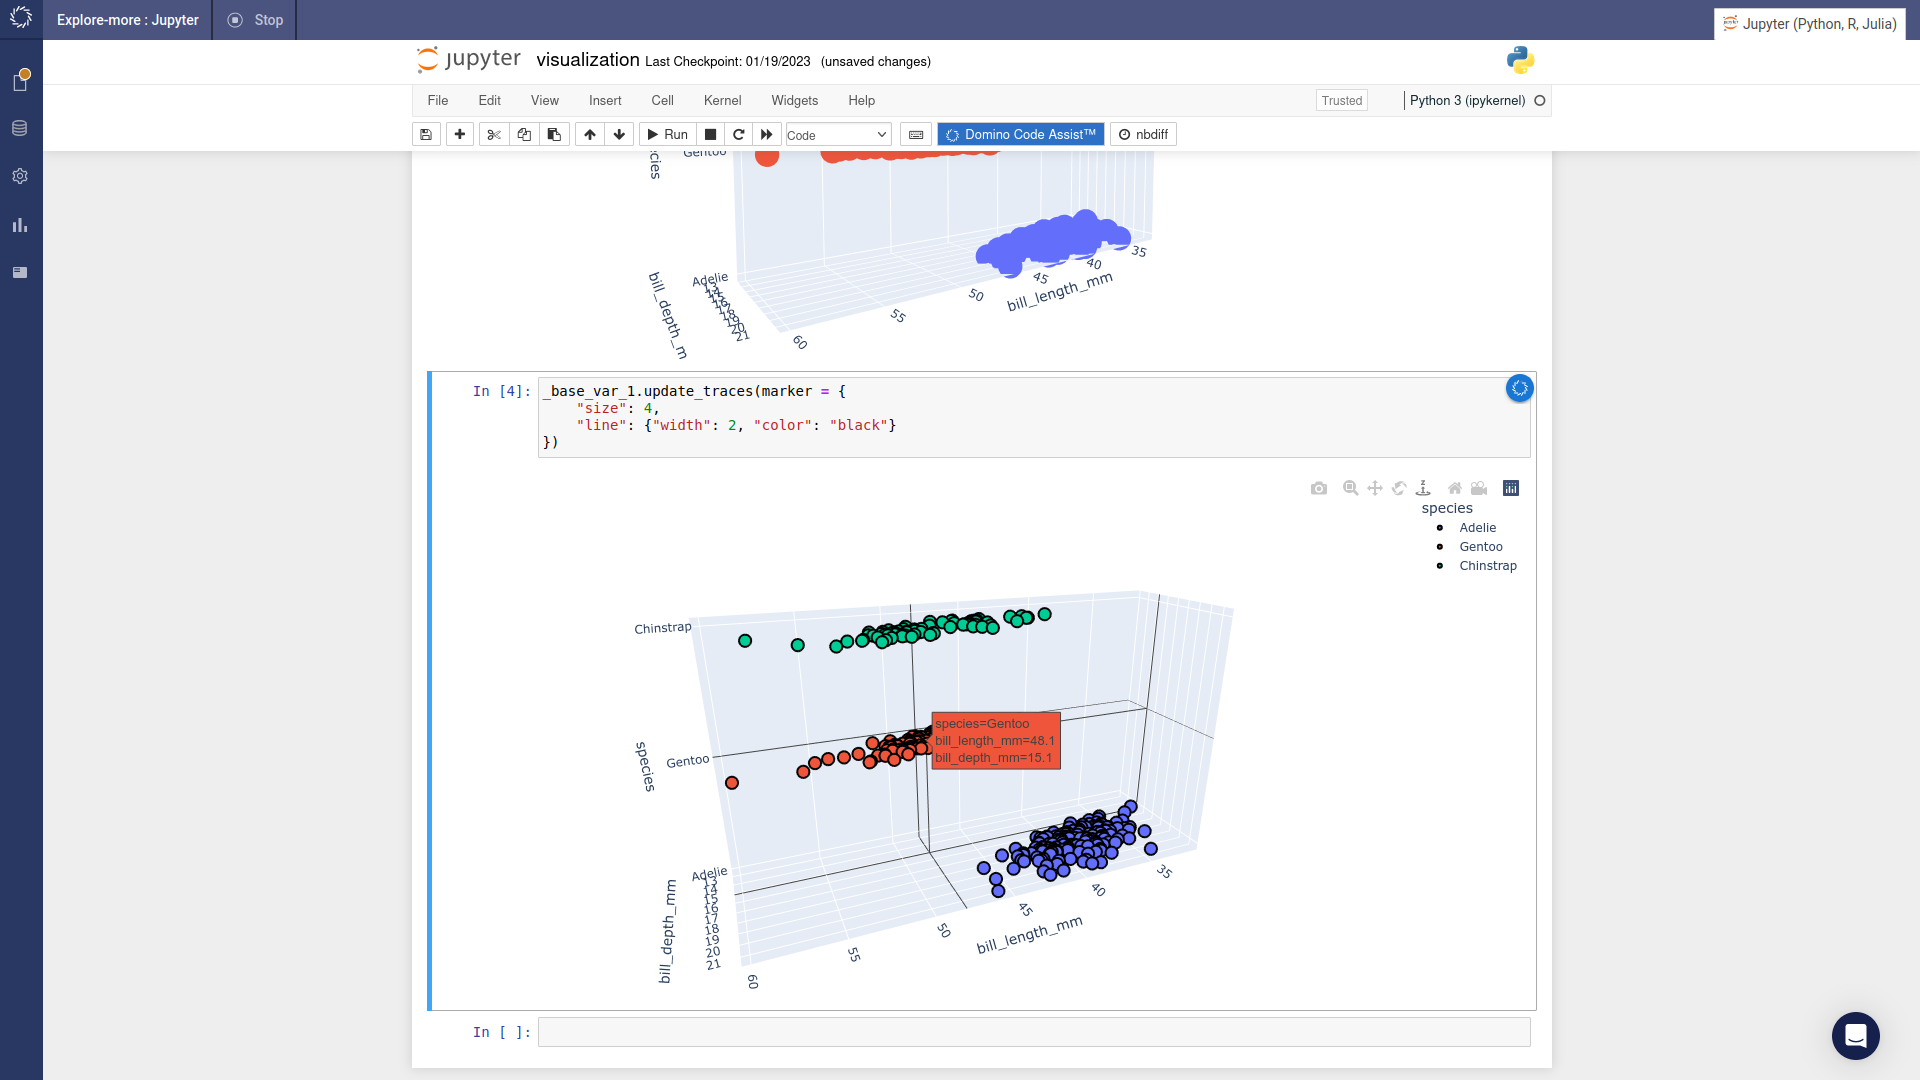 Explore-more : Jupyter
Stop
Jupyter (Python, R, Julia)
jupyter
visualization Last Checkpoint: 01/19/2023 (unsaved changes)
File Edit View Insert Cell Kernel Widgets Help
Trusted
Python 3 (ipykernel)
Run
Code
Domino Code Assist™
nbdiff
Gentoo
Adelie
bill_depth_m
21
60
55
50
45
40
35
bill_length_mm
In [4]:
_base_var_1.update_traces(marker = {
"size": 4,
"line": {"width": 2, "color": "black"}
})
species
Adelie
Gentoo
Chinstrap
Chinstrap
Gentoo
Adelie
species
species=Gentoo
bill_length_mm=48.1
bill_depth_mm=15.1
13
14
15
16
17
18
19
20
21
bill_depth_mm
60
55
50
45
40
35
bill_length_mm
In [ ]: